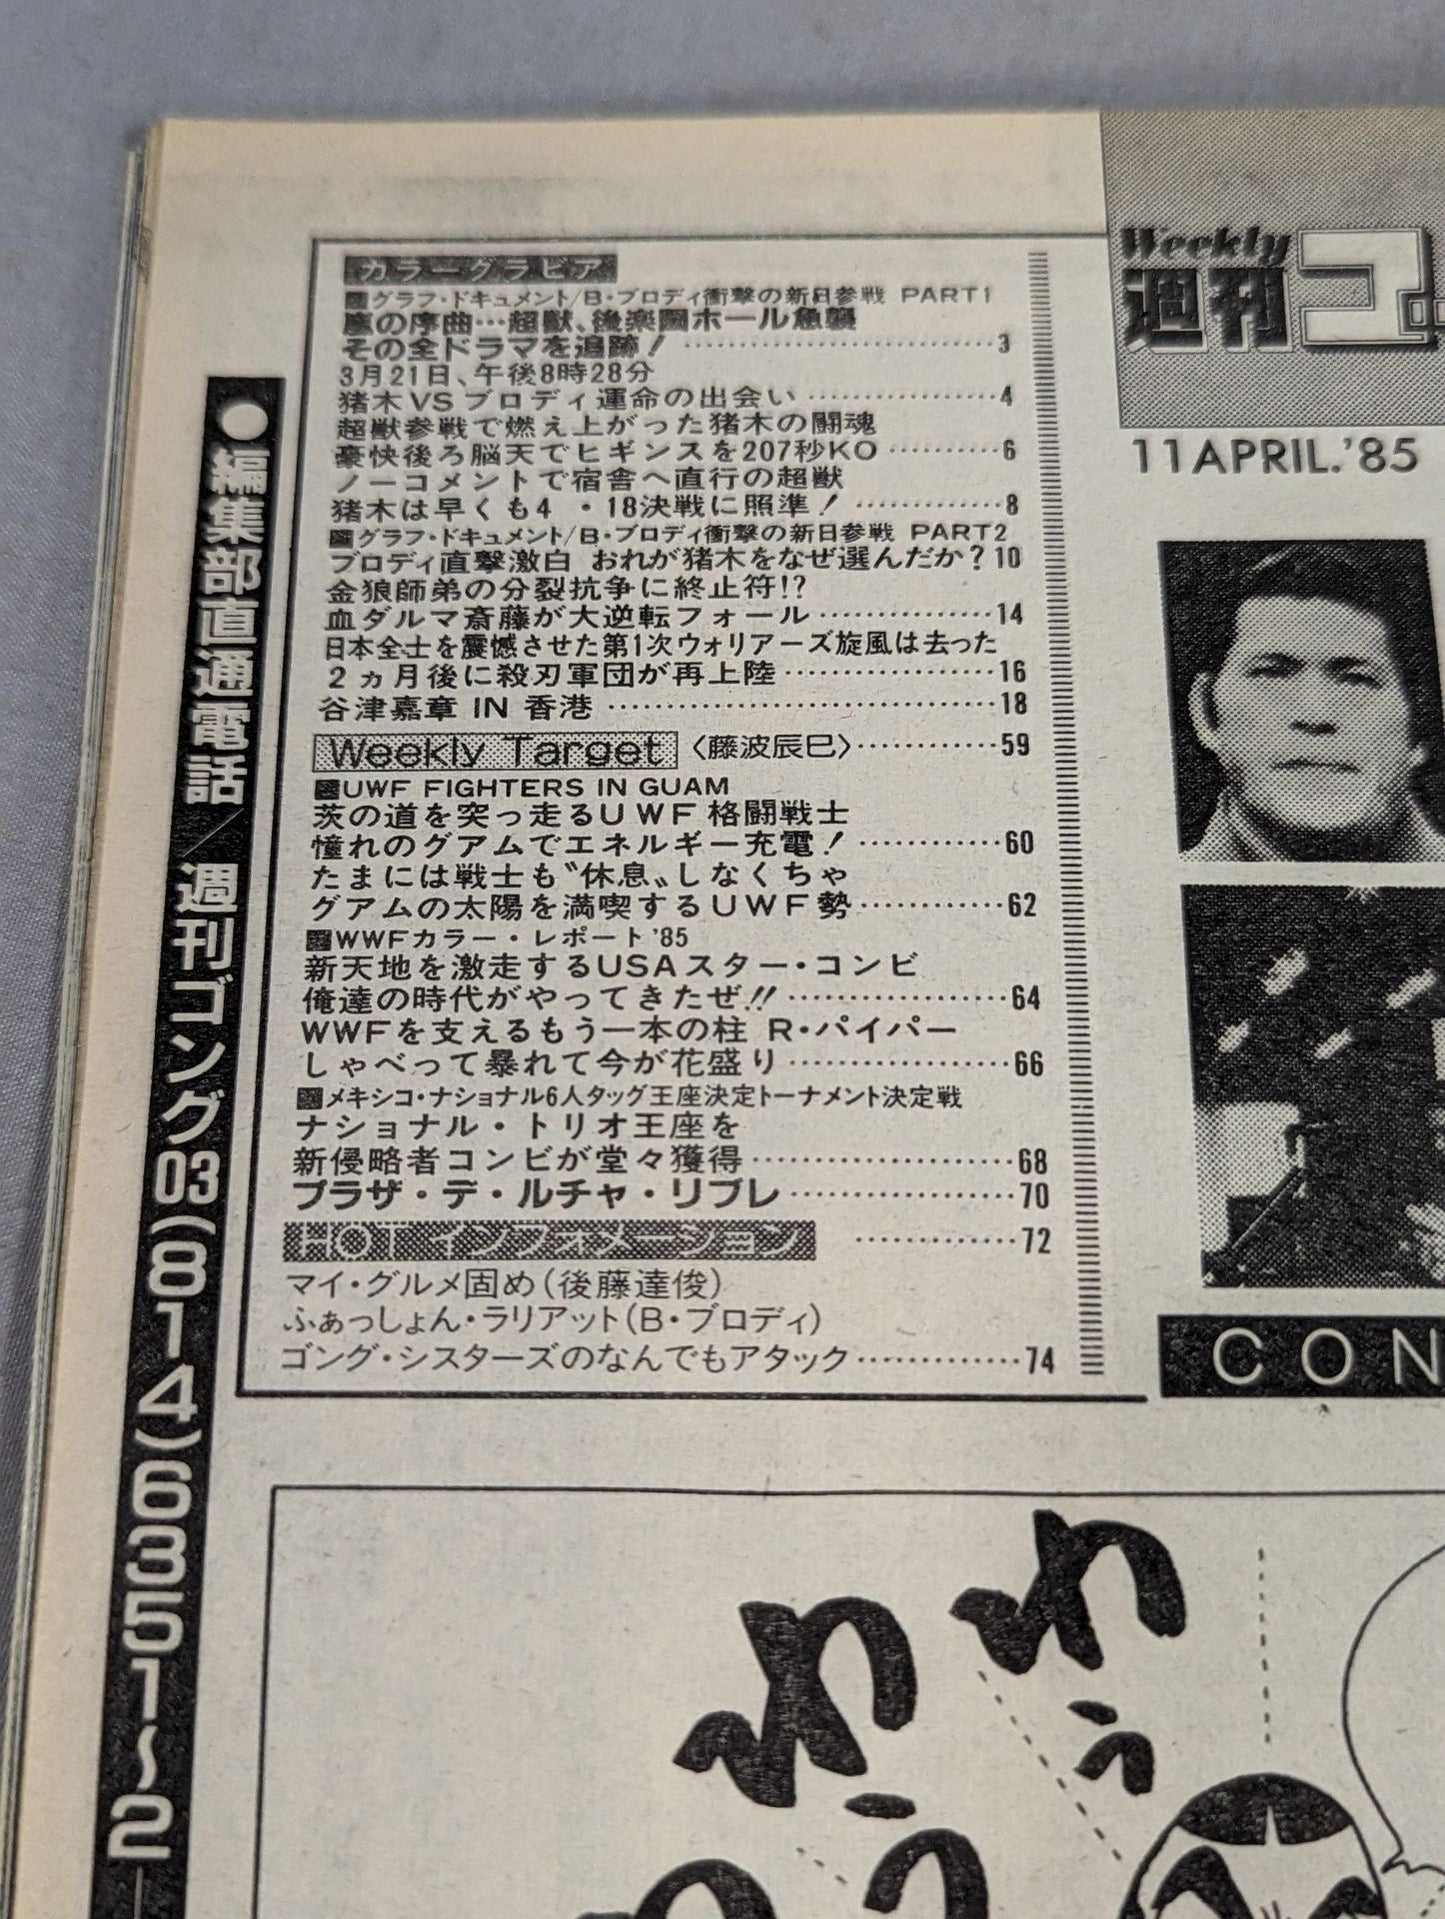 カラーグラビア
グラフ・ドキュメント/B・ブロディ衝撃の新日参戦 PART1
の序曲…超獣、後楽園ホール急襲
その全ドラマを追跡！…………3
3月21日、午後8時28分
猪木VSブロディ運命の出会い…………4
超獣参戦で燃え上がった猪木の闘魂
豪快後ろ脳天でヒギンスを207秒KO…………6
ノーコメントで宿舎へ直行の超獣
猪木は早くも4・18決戦に照準！…………8
グラフ・ドキュメント/B・ブロディ衝撃の新日参戦 PART2
ブロディ直撃激白 おれが猪木をなぜ選んだか？10
金狼師弟の分裂抗争に終止符!?
血ダルマ斎藤が大逆転フォール…………14
日本全士を震憾させた第1次ウォリアーズ旋風は去った
2ヵ月後に殺刃軍団が再上陸…………16
谷津嘉章 IN 香港…………18
Weekly Target〈藤波辰巳〉…………59
UWF FIGHTERS IN GUAM
茨の道を突っ走るUWF格闘戦士
憧れのグアムでエネルギー充電！…………60
たまには戦士も〝休息〟しなくちゃ
グアムの太陽を満喫するUWF勢…………62
WWFカラー・レポート'85
新天地を激走するUSAスター・コンビ
俺達の時代がやってきたぜ!!…………64
WWFを支えるもう一本の柱 R・パイパー
しゃべって暴れて今が花盛り…………66
メキシコ・ナショナル6人タッグ王座決定トーナメント決定戦
ナショナル・トリオ王座を
新侵略者コンビが堂々獲得…………68
プラザ・デ・ルチャ・リブレ…………70
HOTインフォメーション…………72
マイ・グルメ固め(後藤達俊)
ふぁっしょん・ラリアット(B・ブロディ)
ゴング・シスターズのなんでもアタック…………74
●編集部直通電話/週刊ゴング03(814)6351〜2
Weekly
週刊ゴ
11 APRIL.'85
CON
わっ
わっ